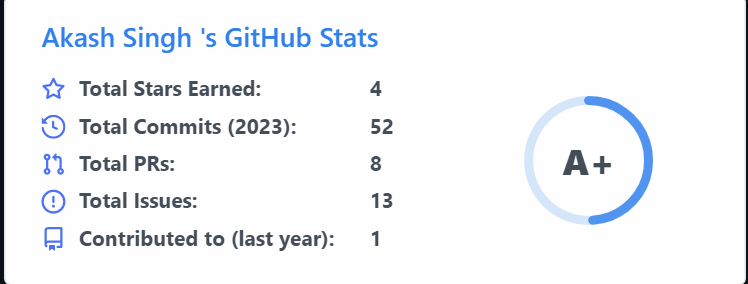 Akash Singh 's GitHub Stats
Total Stars Earned: 4
Total Commits (2023): 52
Total PRs: 8
Total Issues: 13
Contributed to (last year): 1
A+